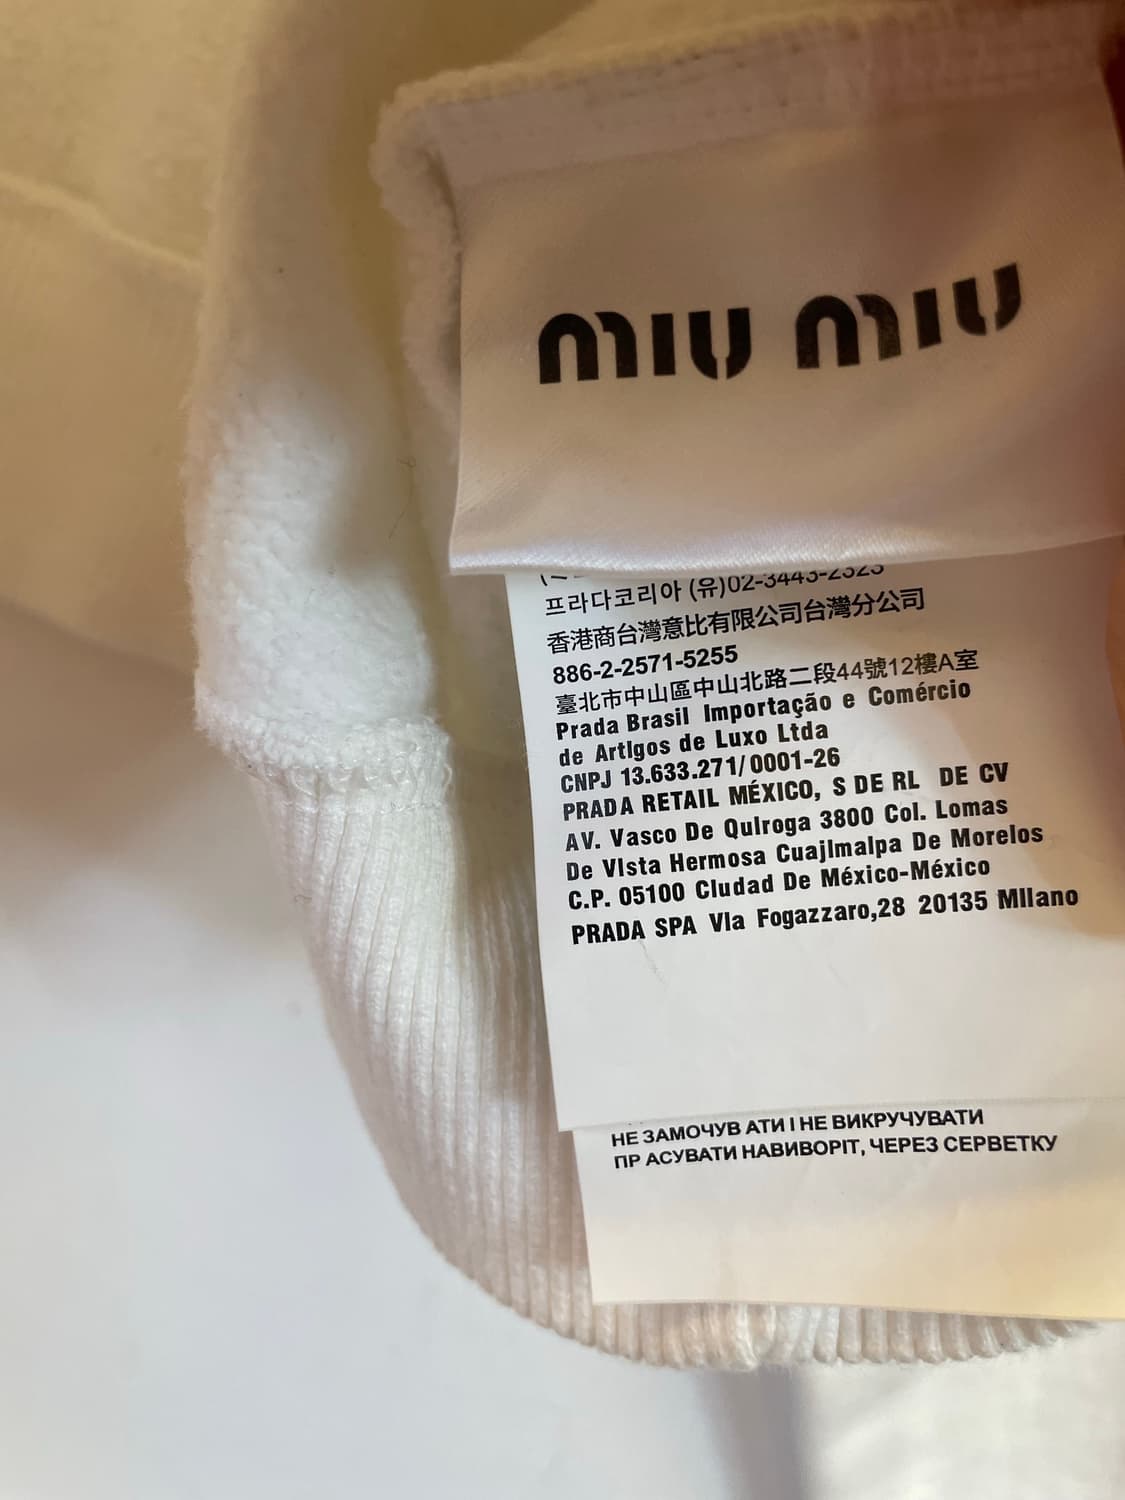 miu miu
프라다코리아 (유)02-3443-2323
香港商台灣意比有限公司台灣分公司
886-2-2571-5255
臺北市中山區中山北路二段44號12樓A室
Prada Brasil Importação e Comércio
de ArtIgos de Luxo Ltda
CNPJ 13.633.271/0001-26
PRADA RETAIL MÉXICO, S DE RL DE CV
AV. Vasco De QuIroga 3800 Col. Lomas
De VIsta Hermosa CuajImalpa De Morelos
C.P. 05100 CIudad De México-México
PRADA SPA VIa Fogazzaro,28 20135 MIlano
НЕ ЗАМОЧУВ АТИ І НЕ ВИКРУЧУВАТИ
ПР АСУВАТИ НАВИВОРІТ, ЧЕРЕЗ СЕРВЕТКУ